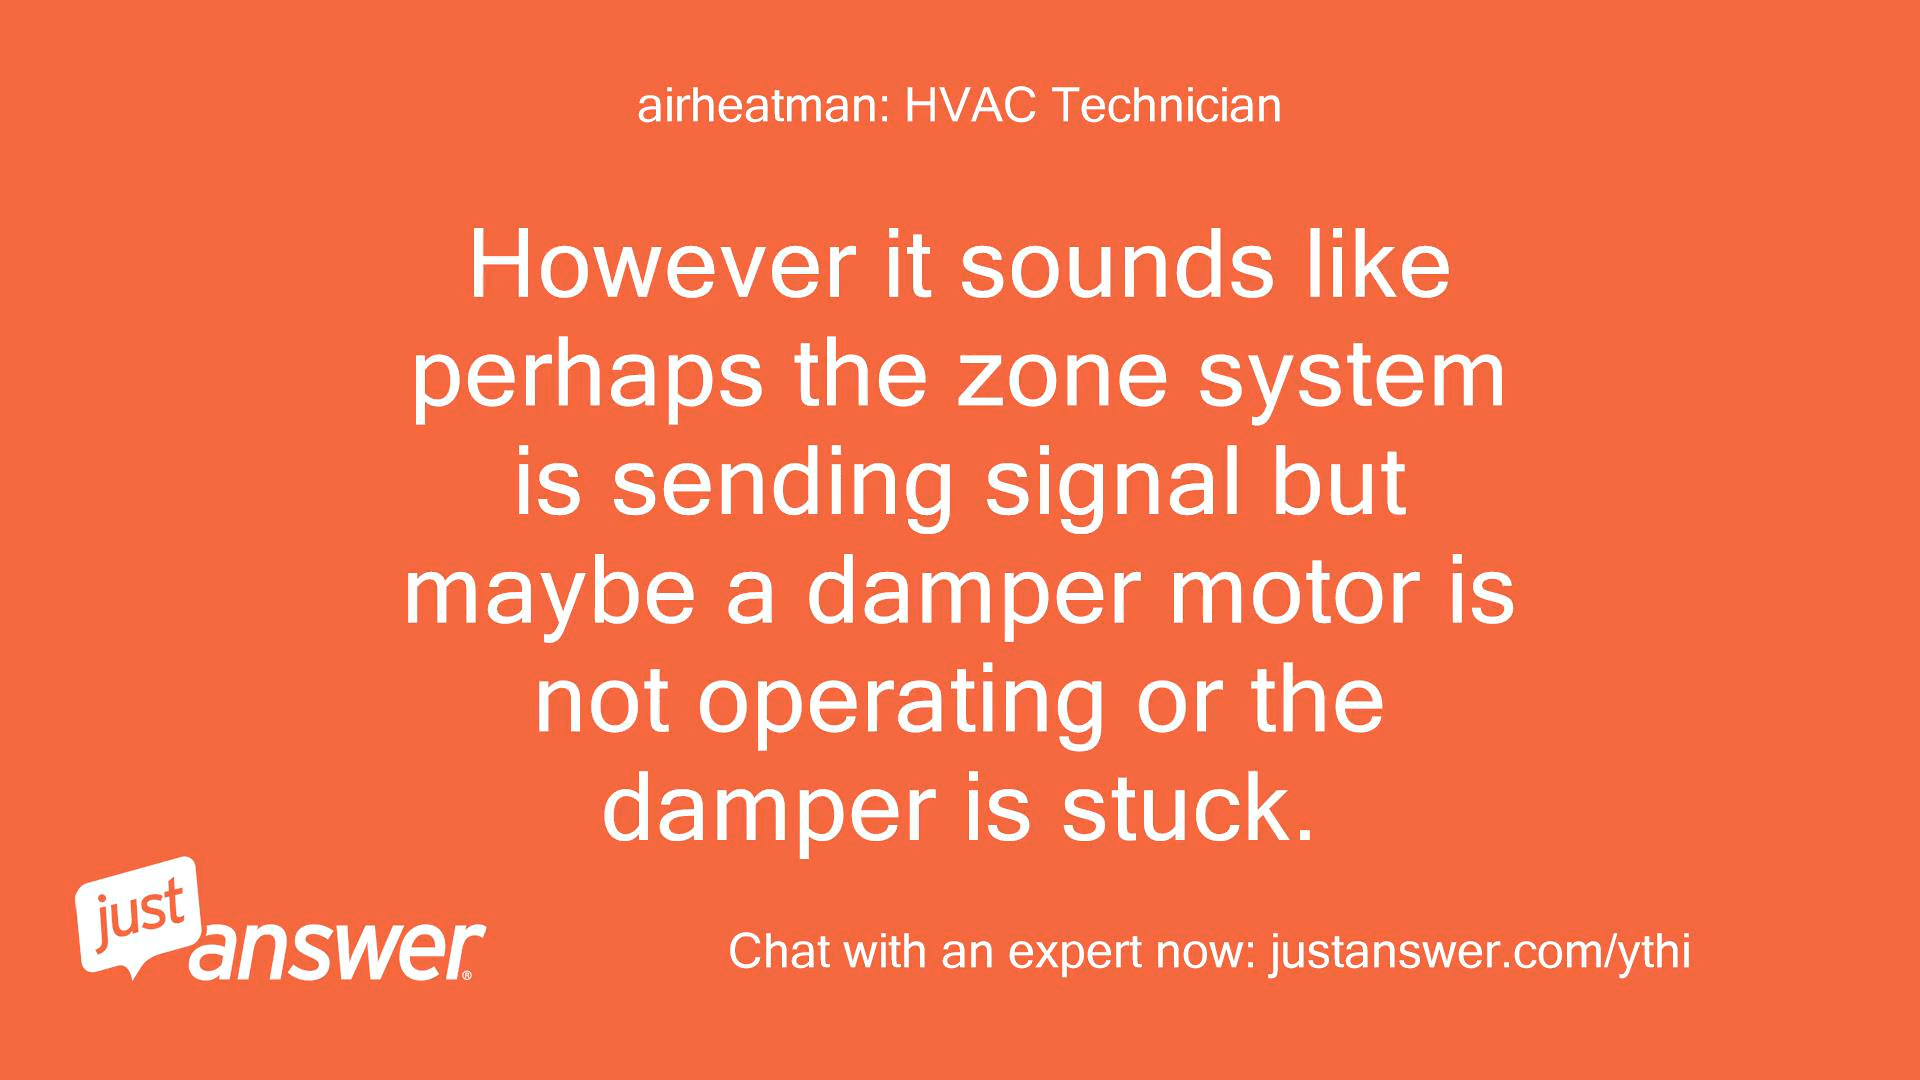 airheatman: HVAC Technician
However it sounds like
perhaps the zone system
is sending signal but
maybe a damper motor is
not operating or the
damper is stuck.
just
answer®
Chat with an expert now: justanswer.com/ythi